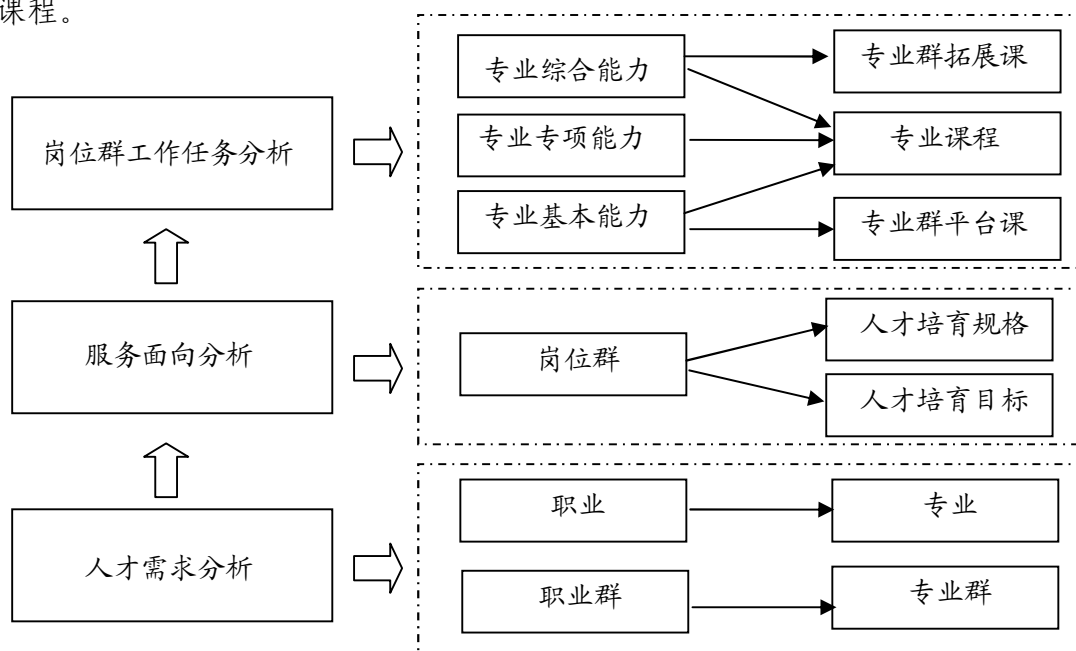 课程。
专业综合能力
专业群拓展课
岗位群工作任务分析
专业专项能力
专业课程
专业基本能力
专业群平台课
服务面向分析
岗位群
人才培育规格
人才培育目标
人才需求分析
职业
专业
职业群
专业群